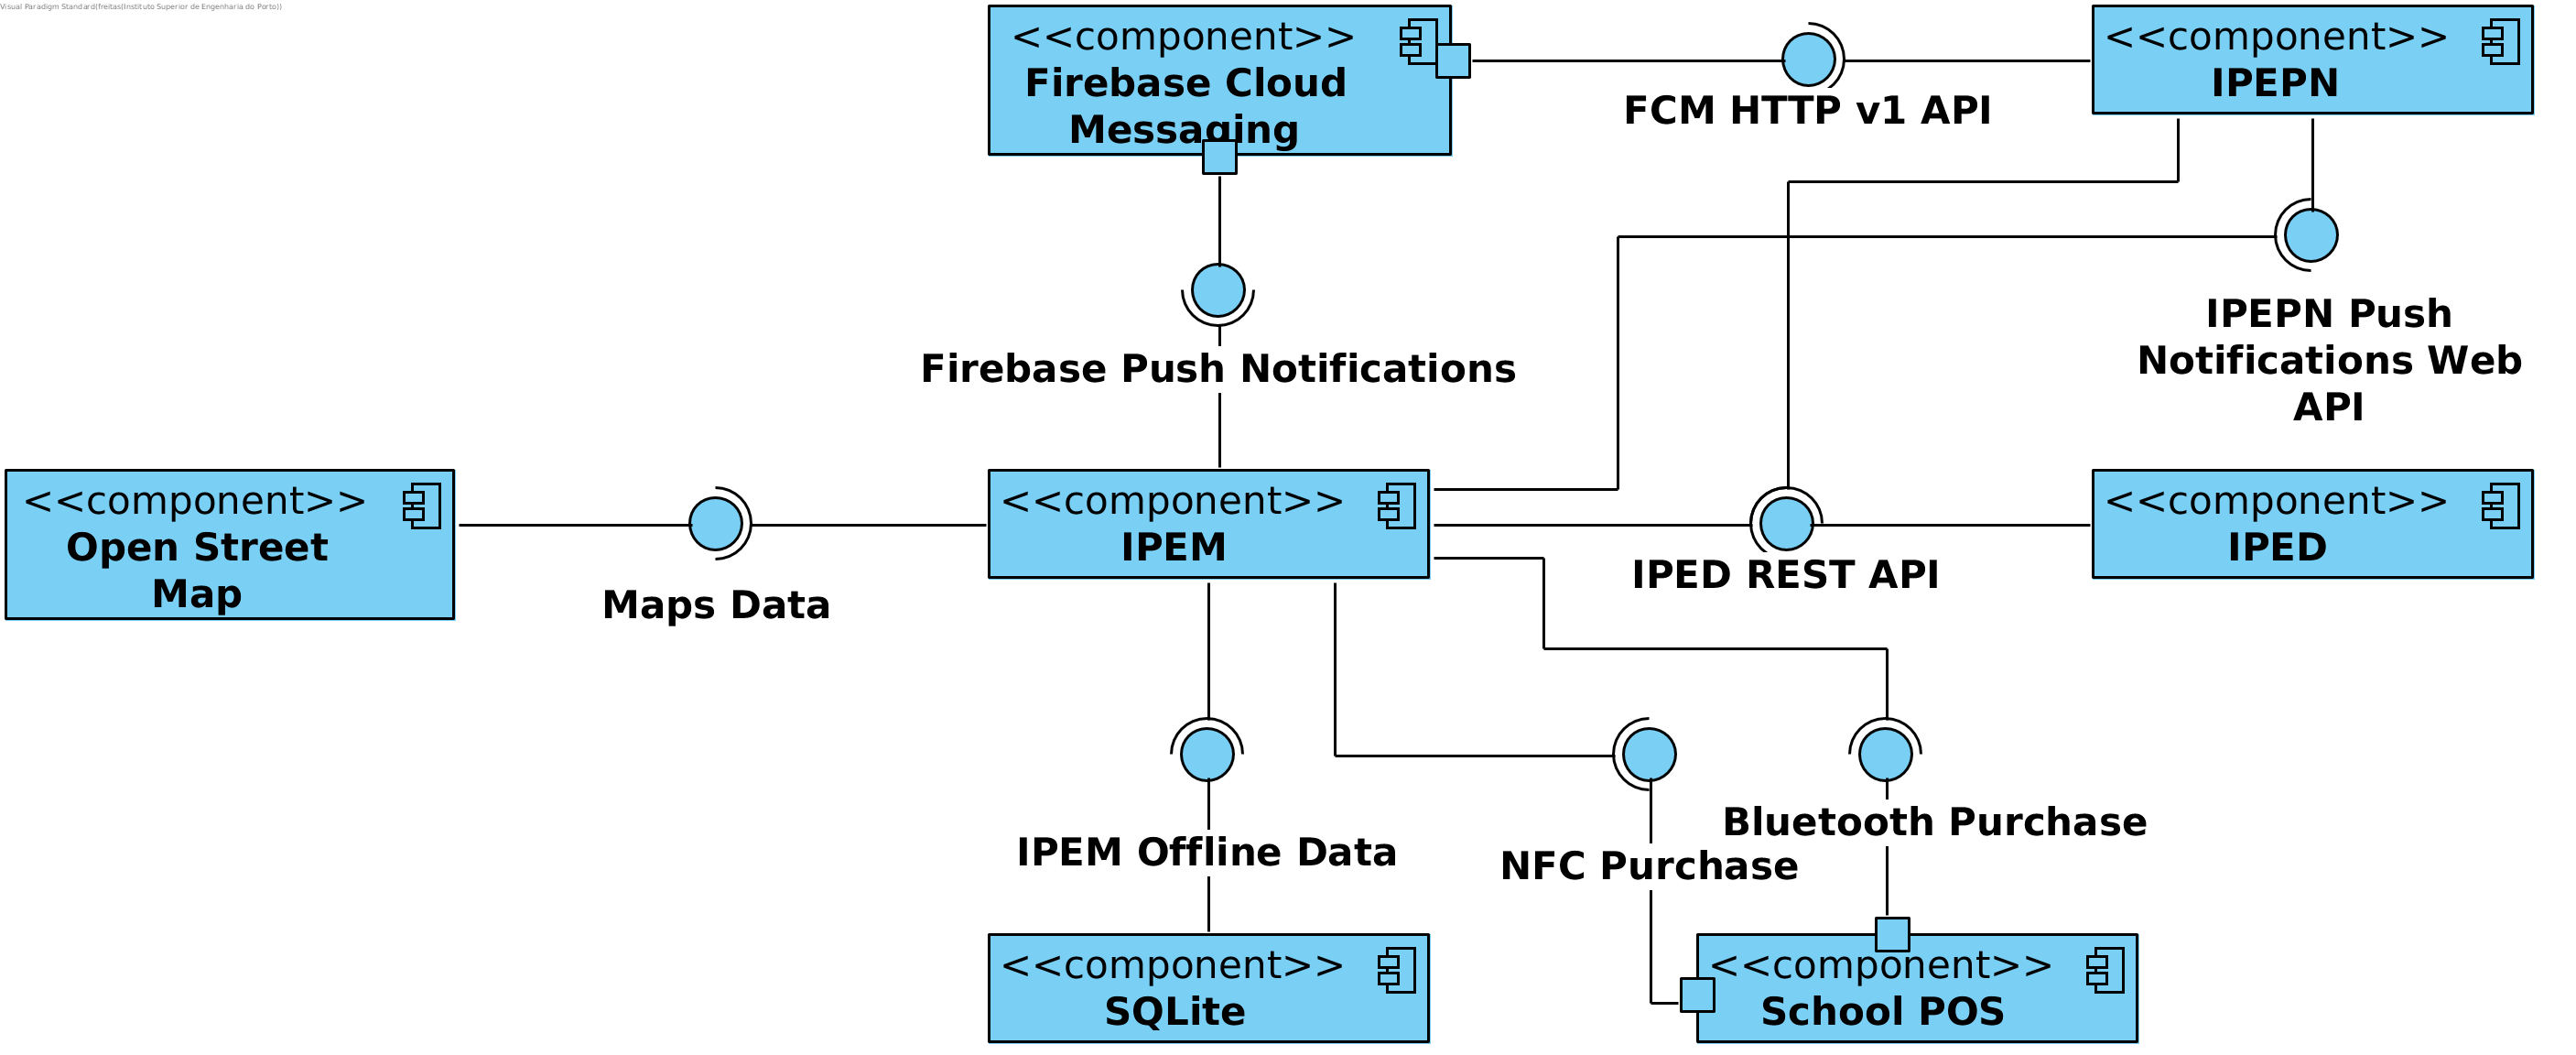 Visual Paradigm Standard(freitas(Instituto Superior de Engenharia do Porto))
<<component>>
Firebase Cloud
Messaging
FCM HTTP v1 API
<<component>>
IPEPN
Firebase Push Notifications
IPEPN Push
Notifications Web
API
<<component>>
Open Street
Map
Maps Data
<<component>>
IPEM
IPED REST API
<<component>>
IPED
IPEM Offline Data
NFC Purchase
Bluetooth Purchase
<<component>>
SQLite
<<component>>
School POS